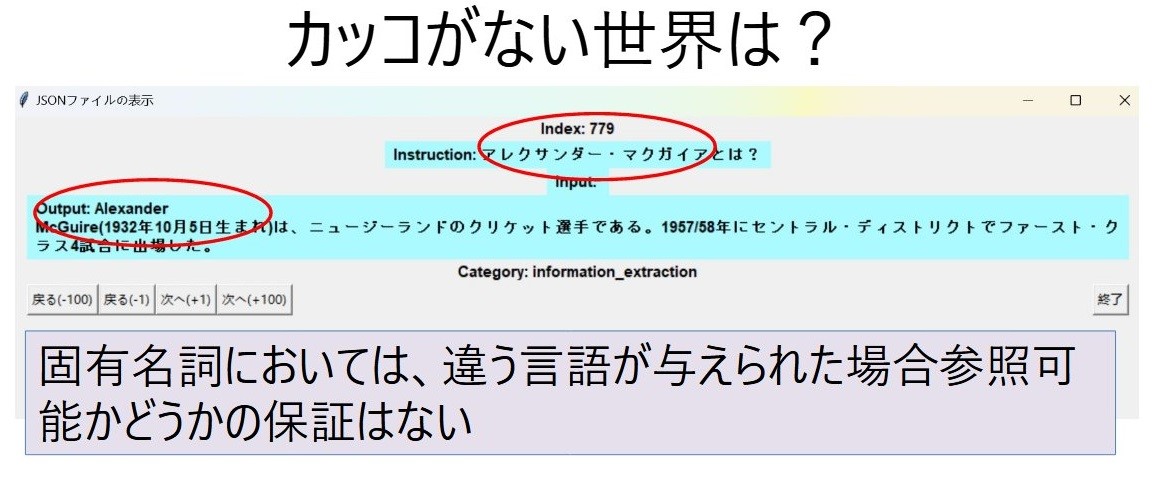 カッコがない世界は？
JSONファイルの表示
Index: 779
Instruction: アレクサンダー・マクガイアとは？
Input:
Output: Alexander
McGuire(1932年10月5日生まれ)は、ニュージーランドのクリケット選手である。1957/58年にセントラル・ディストリクトでファースト・ク
ラス4試合に出場した。
Category: information_extraction
戻る(-100) 戻る(-1) 次へ(+1) 次へ(+100) 終了
固有名詞においては、違う言語が与えられた場合参照可
能かどうかの保証はない